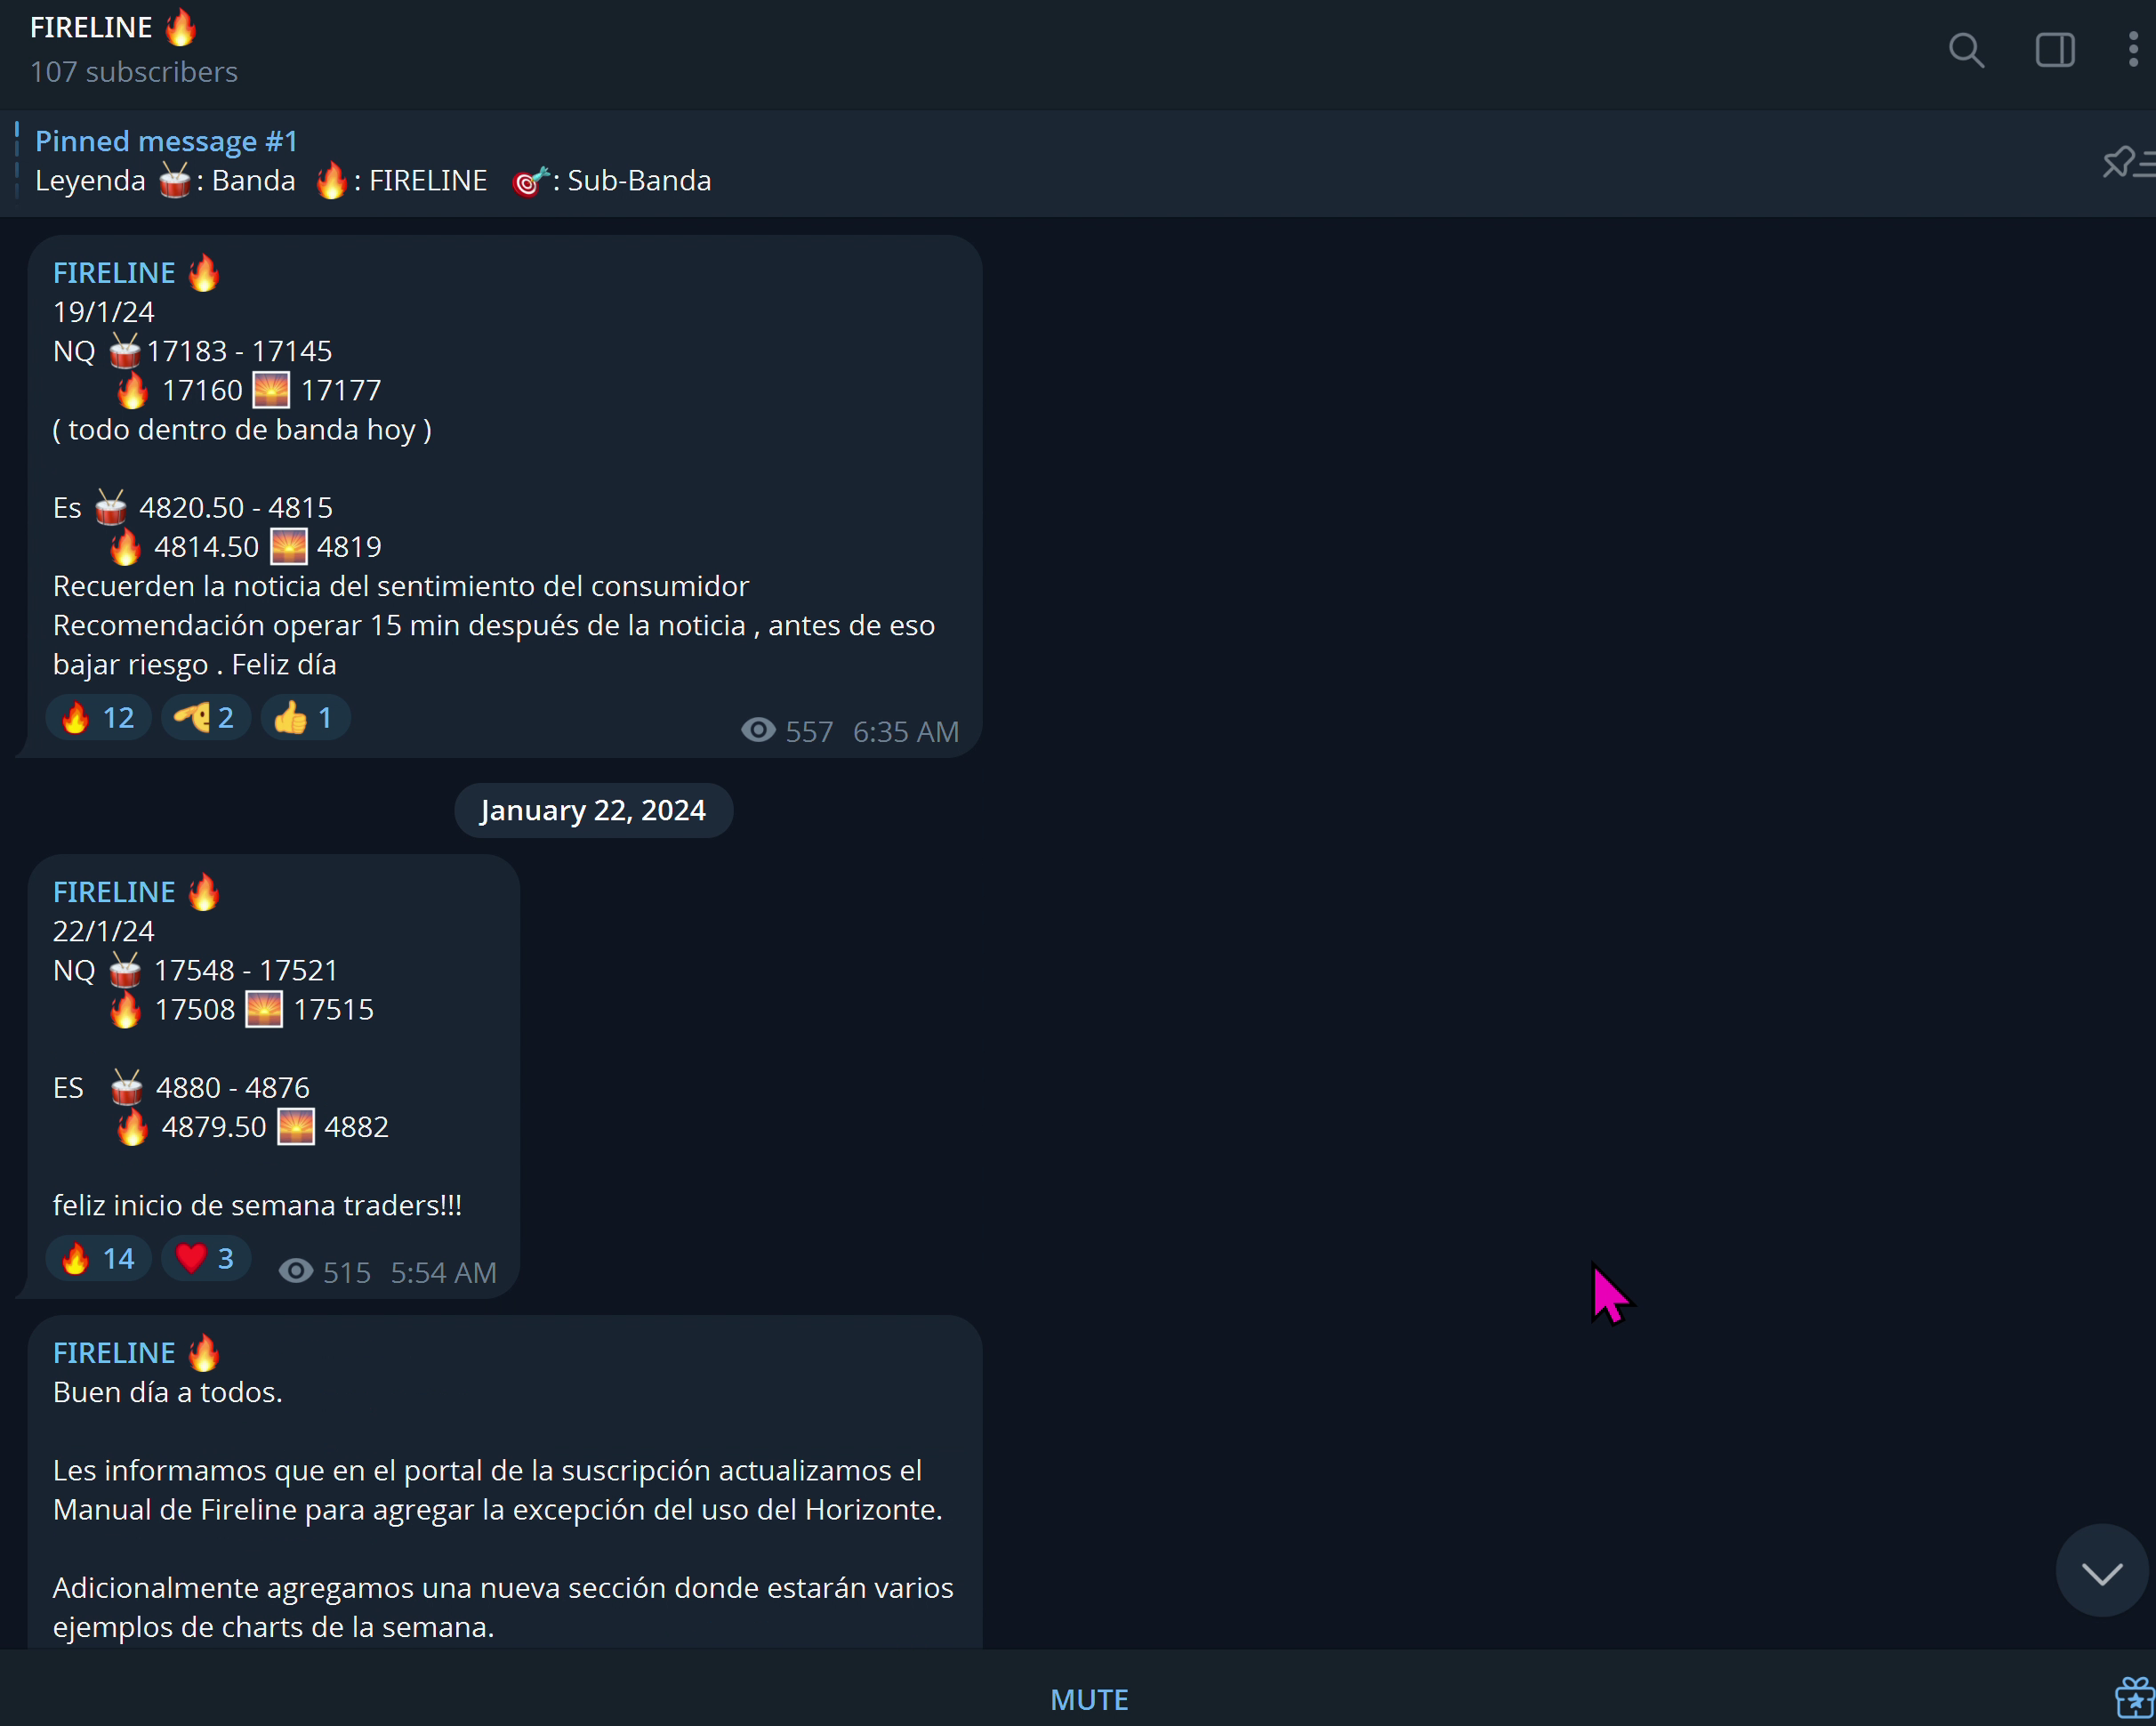 FIRELINE 🔥
107 subscribers
Pinned message #1
Leyenda 🥁: Banda 🔥: FIRELINE 🎯: Sub-Banda
FIRELINE 🔥
19/1/24
NQ 🥁17183 - 17145
🔥 17160 🌅 17177
( todo dentro de banda hoy )
Es 🥁 4820.50 - 4815
🔥 4814.50 🌅 4819
Recuerden la noticia del sentimiento del consumidor
Recomendación operar 15 min después de la noticia , antes de eso
bajar riesgo . Feliz día
🔥 12 🫡 2 👍 1 557 6:35 AM
January 22, 2024
FIRELINE 🔥
22/1/24
NQ 🥁 17548 - 17521
🔥 17508 🌅 17515
ES 🥁 4880 - 4876
🔥 4879.50 🌅 4882
feliz inicio de semana traders!!!
🔥 14 ❤️ 3 515 5:54 AM
FIRELINE 🔥
Buen día a todos.
Les informamos que en el portal de la suscripción actualizamos el
Manual de Fireline para agregar la excepción del uso del Horizonte.
Adicionalmente agregamos una nueva sección donde estarán varios
ejemplos de charts de la semana.
MUTE